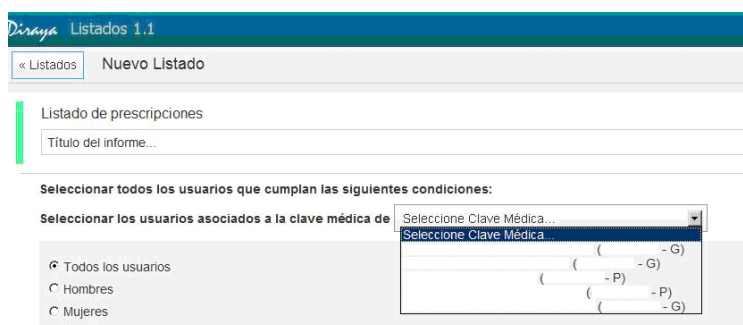 Diraya Listados 1.1
« Listados Nuevo Listado
Listado de prescripciones
Título del informe...
Seleccionar todos los usuarios que cumplan las siguientes condiciones:
Seleccionar los usuarios asociados a la clave médica de Seleccione Clave Médica...
Seleccione Clave Médica...
( - G)
( - G)
( - P)
( - P)
( - G)
Todos los usuarios
Hombres
Mujeres